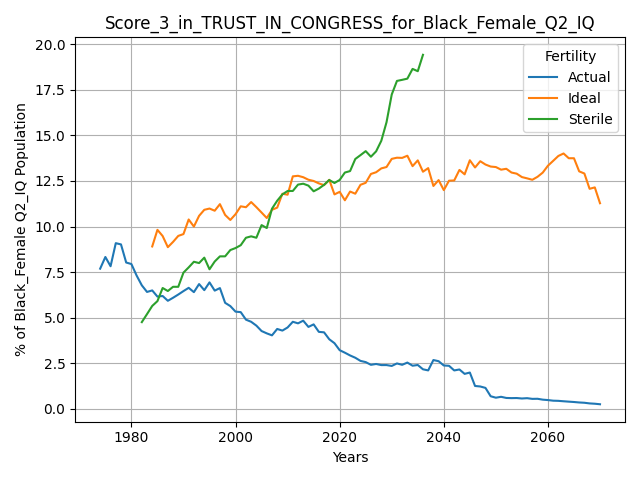 Score_3_in_TRUST_IN_CONGRESS_for_Black_Female_Q2_IQ
20.0
17.5
15.0
12.5
10.0
7.5
5.0
2.5
0.0
% of Black_Female Q2_IQ Population
Fertility
Actual
Ideal
Sterile
1980 2000 2020 2040 2060
Years